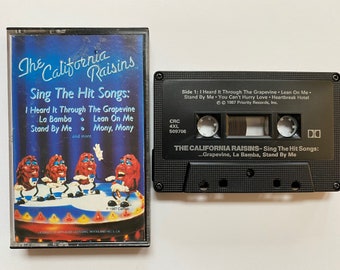 The California
Raisins
Sing The Hit Songs:
I Heard It Through The Grapevine
La Bamba • Lean On Me
Stand By Me • Mony, Mony
and more
Side 1: I Heard It Through The Grapevine • Lean On Me •
Stand By Me • You Can't Hurry Love • Heartbreak Hotel
© 1987 Priority Records, Inc.
CRC
4XL
THE CALIFORNIA RAISINS - Sing The Hit Songs:
...Grapevine, La Bamba, Stand By Me